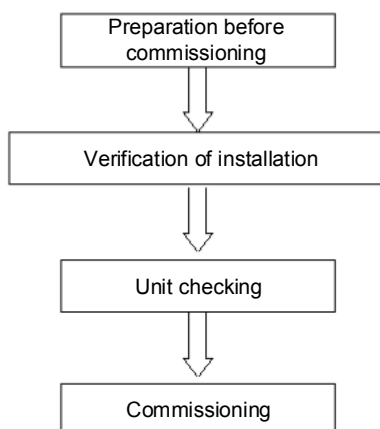 Preparation before
commissioning
Verification of installation
Unit checking
Commissioning